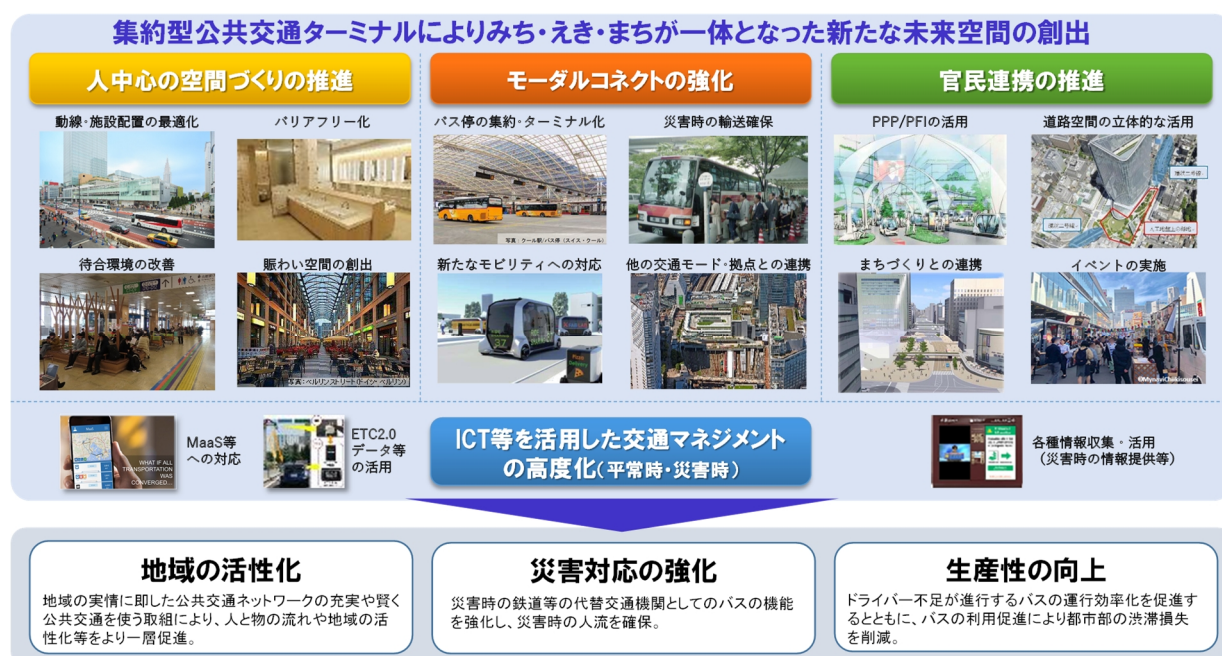 集約型公共交通ターミナルによりみち・えき・まちが一体となった新たな未来空間の創出
人中心の空間づくりの推進
動線・施設配置の最適化
バリアフリー化
待合環境の改善
賑わい空間の創出
写真：ベルリンストリート(ドイツ・ベルリン)
モーダルコネクトの強化
バス停の集約・ターミナル化
災害時の輸送確保
写真：クール駅/バス停（スイス・クール）
新たなモビリティへの対応
他の交通モード・拠点との連携
官民連携の推進
PPP/PFIの活用
道路空間の立体的な活用
まちづくりとの連携
イベントの実施
©MynaviChiikisousei
WHAT IF ALL
TRANSPORTATION
WAS
CONVERGED...
MaaS等
への対応
ETC2.0
データ等
の活用
ICT等を活用した交通マネジメント
の高度化(平常時・災害時)
各種情報収集・活用
（災害時の情報提供等）
地域の活性化
地域の実情に即した公共交通ネットワークの充実や賢く
公共交通を使う取組により、人と物の流れや地域の活
性化等をより一層促進。
災害対応の強化
災害時の鉄道等の代替交通機関としてのバスの機能
を強化し、災害時の人流を確保。
生産性の向上
ドライバー不足が進行するバスの運行効率化を促進す
るとともに、バスの利用促進により都市部の渋滞損失
を削減。